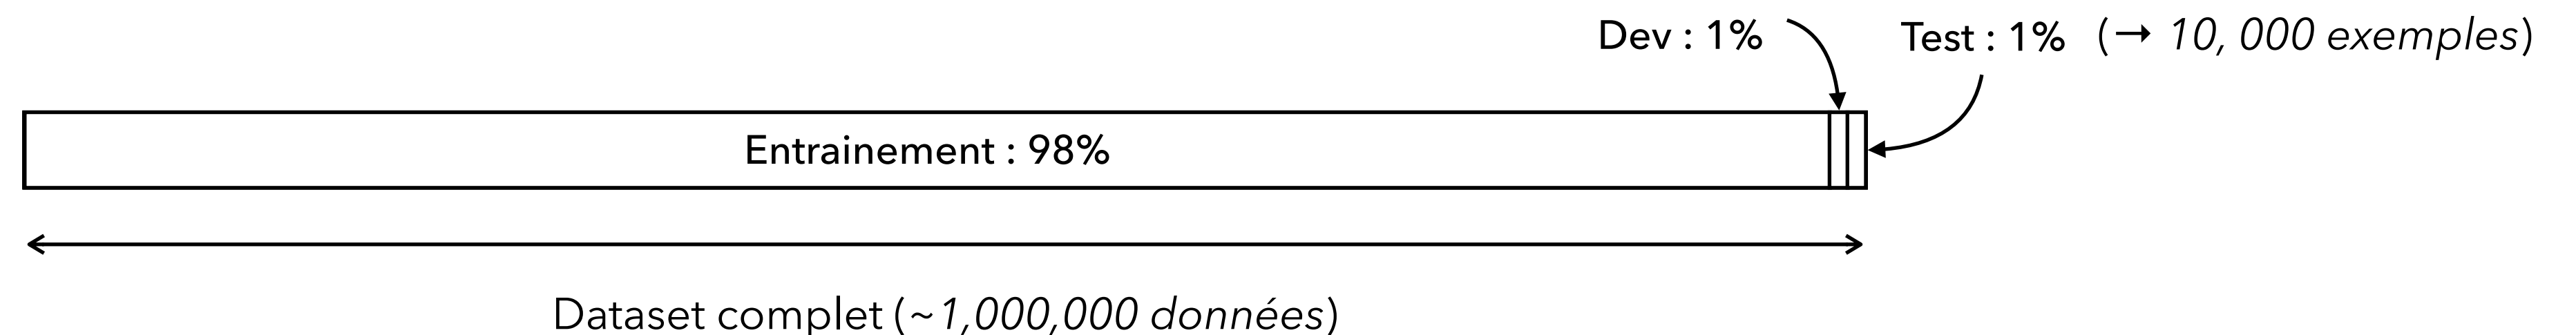 Dev : 1%
Test : 1% (→ 10, 000 exemples)
Entrainement : 98%
Dataset complet (~1,000,000 données)